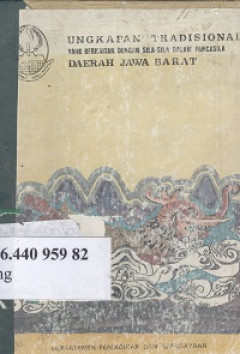 UNGKAPAN TRADISIONAL
YANG BERKAITAN DENGAN SILA-SILA DALAM PANCASILA
DAERAH JAWA BARAT
6.440 959 82
ng
DEPARTEMEN PENDIDIKAN DAN KEBUDAYAAN